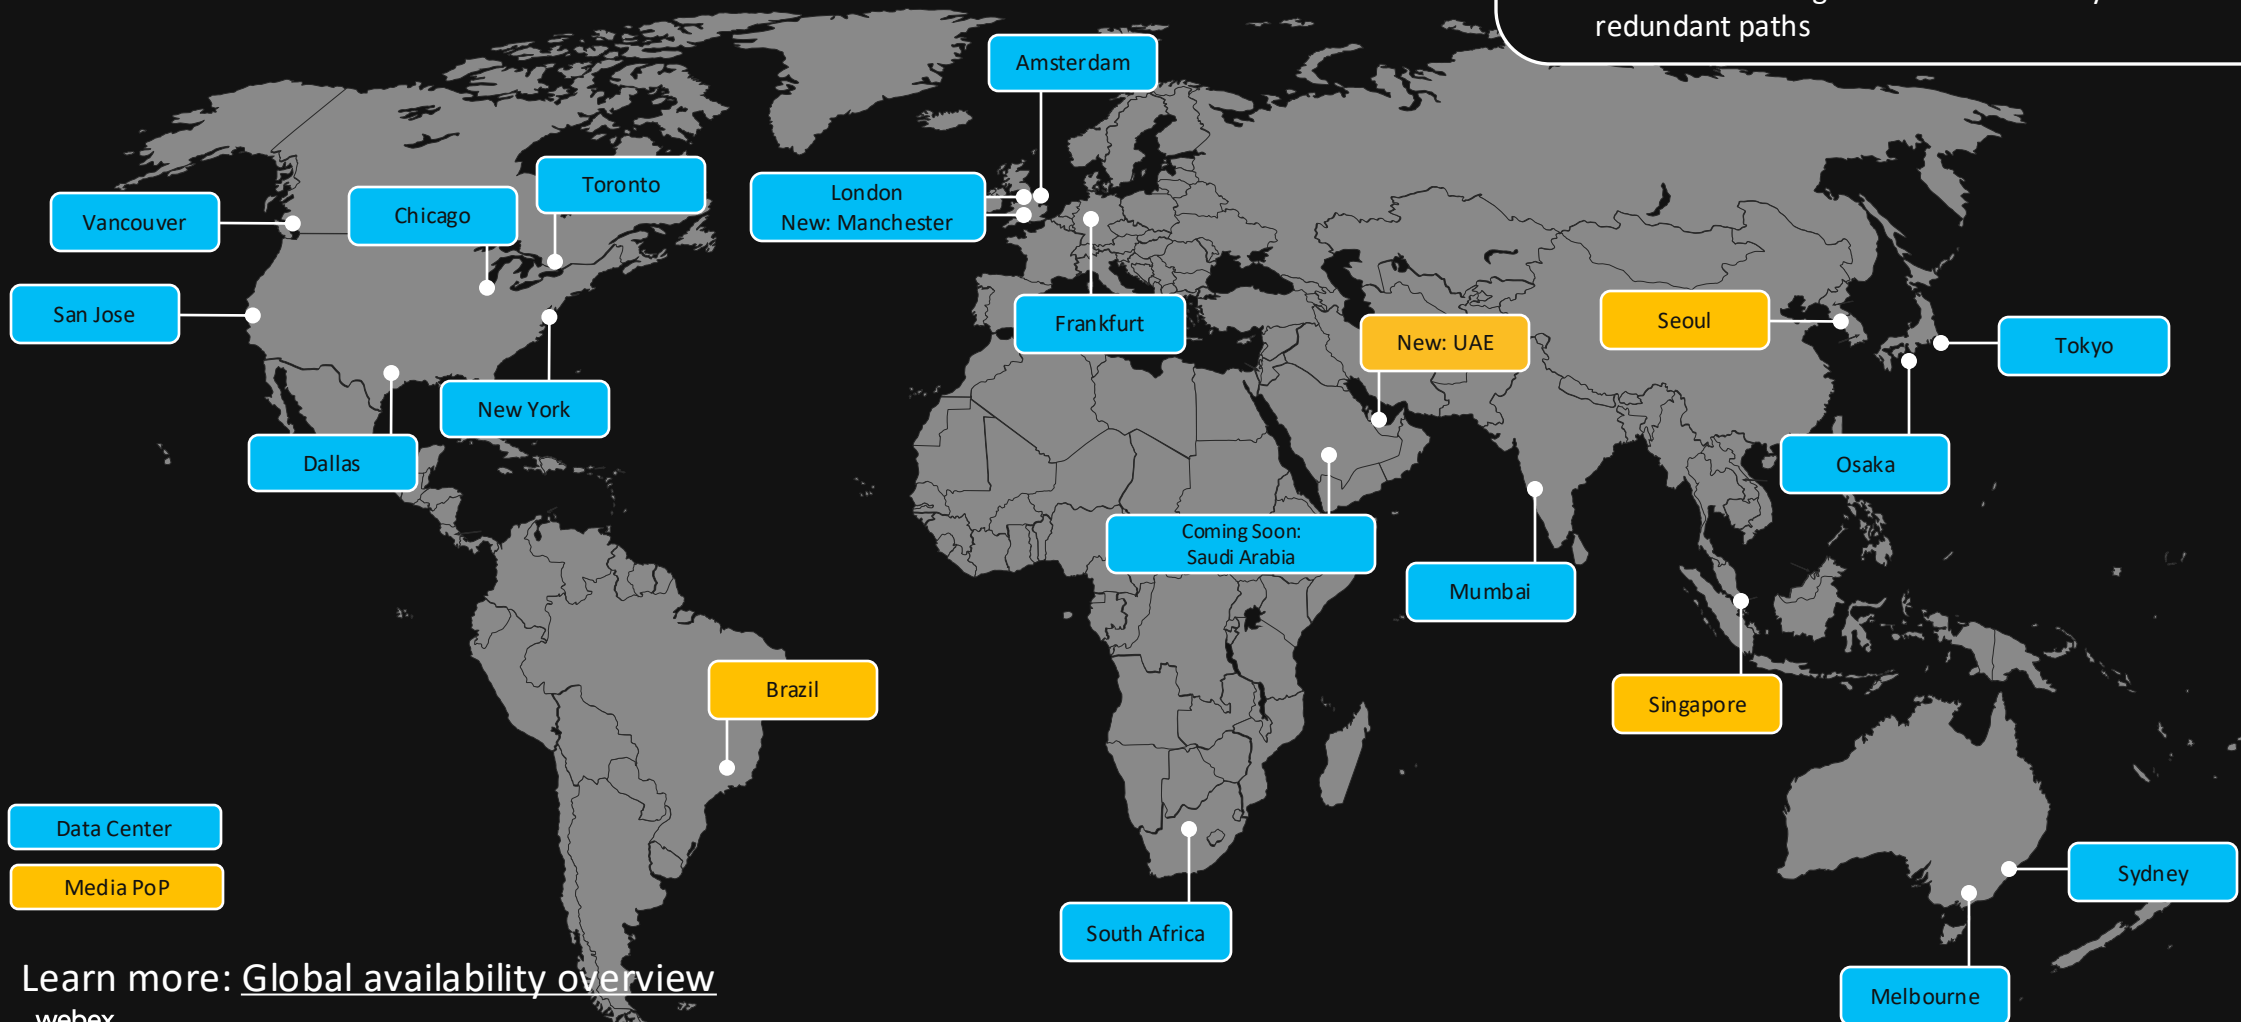 redundant paths
Amsterdam
Toronto
London
New: Manchester
Chicago
Vancouver
San Jose
Frankfurt
New: UAE
Seoul
Tokyo
New York
Dallas
Osaka
Coming Soon:
Saudi Arabia
Mumbai
Brazil
Singapore
Data Center
Media PoP
Sydney
South Africa
Learn more: Global availability overview
Melbourne
webex